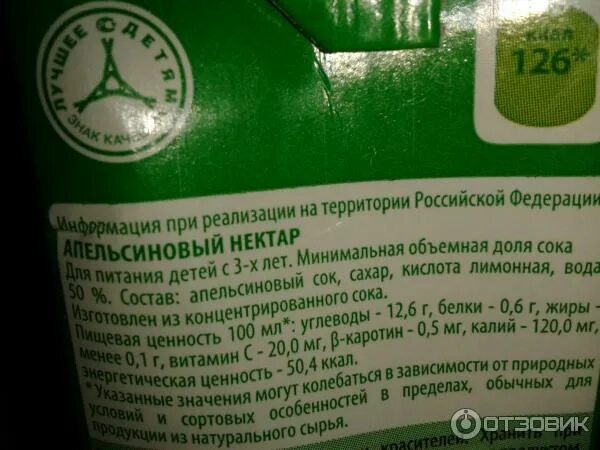 ЛУЧШЕЕ ДЕТЯМ
ЗНАК КАЧЕСТВА
ккал
126*
Информация при реализации на территории Российской Федерации
АПЕЛЬСИНОВЫЙ НЕКТАР
Для питания детей с 3-х лет. Минимальная объемная доля сока
50 %. Состав: апельсиновый сок, сахар, кислота лимонная, вода
Изготовлен из концентрированного сока.
Пищевая ценность 100 мл*: углеводы - 12,6 г, белки - 0,6 г, жиры -
менее 0,1 г, витамин С - 20,0 мг, β-каротин - 0,5 мг, калий - 120,0 мг,
энергетическая ценность - 50,4 ккал.
*Указанные значения могут колебаться в зависимости от природных
условий и сортовых особенностей в пределах, обычных для
продукции из натурального сырья.
красителей. Хранить при
ОТЗОВИК